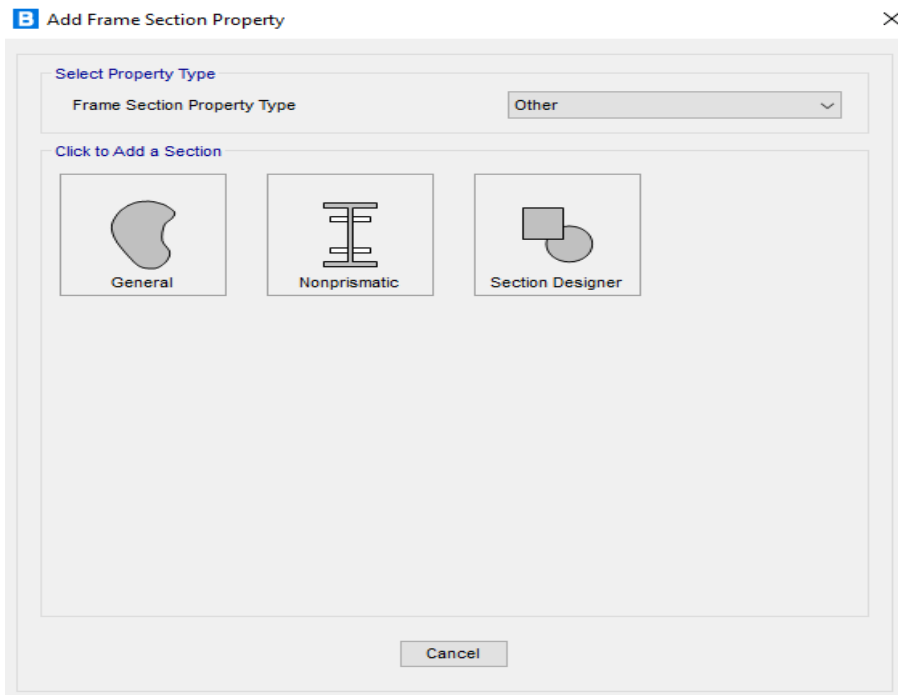 B Add Frame Section Property
Select Property Type
Frame Section Property Type Other
Click to Add a Section
General Nonprismatic Section Designer
Cancel